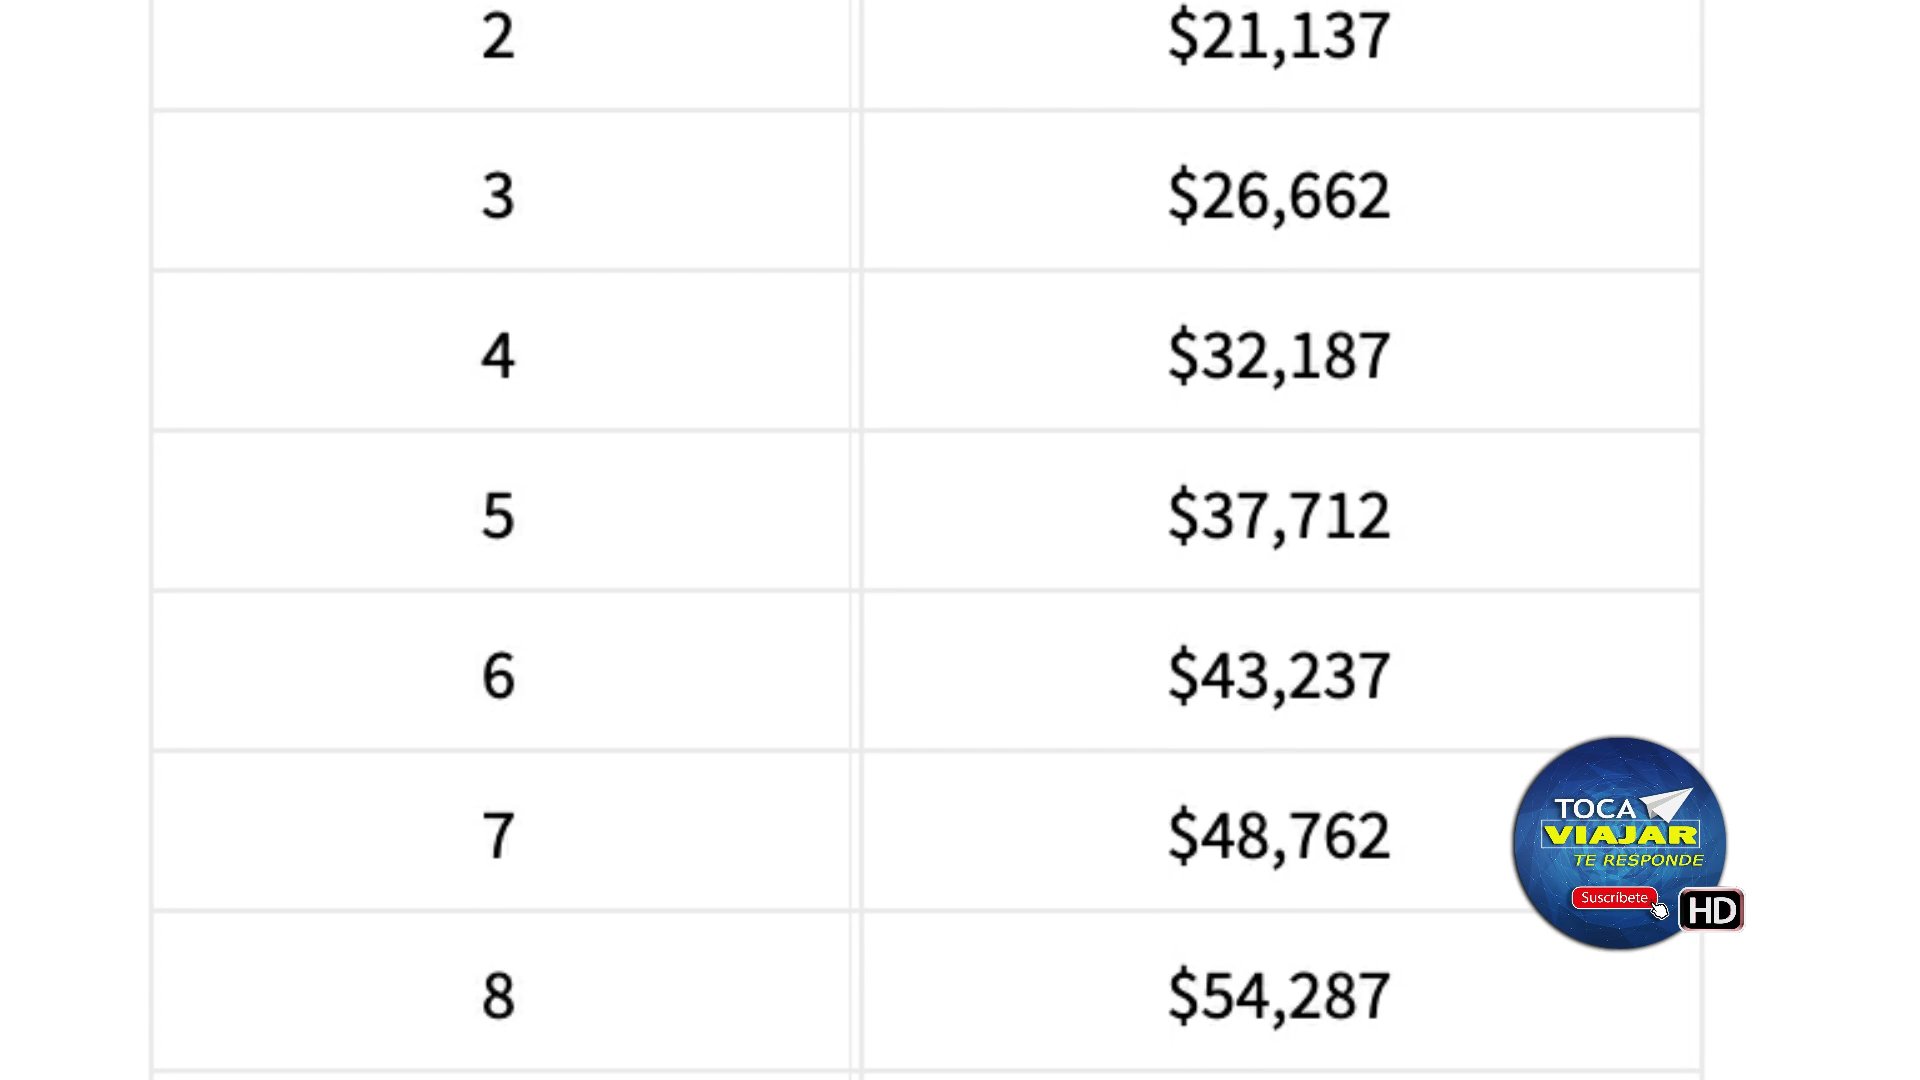 2 $21,137
3 $26,662
4 $32,187
5 $37,712
6 $43,237
7 $48,762
8 $54,287
TOCA
VIAJAR
TE RESPONDE
Suscríbete
HD